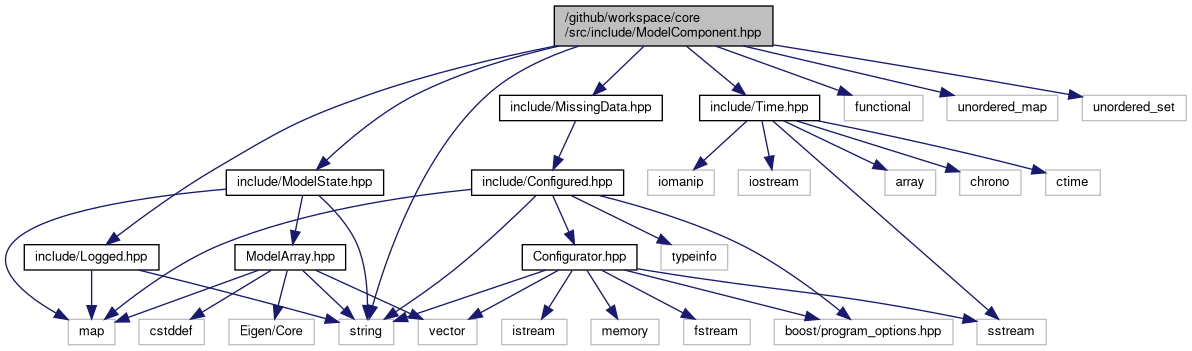 /github/workspace/core
/src/include/ModelComponent.hpp
include/MissingData.hpp
include/Time.hpp
functional
unordered_map
unordered_set
include/ModelState.hpp
include/Configured.hpp
iomanip
iostream
array
chrono
ctime
include/Logged.hpp
ModelArray.hpp
Configurator.hpp
typeinfo
map
cstddef
Eigen/Core
string
vector
istream
memory
fstream
boost/program_options.hpp
sstream